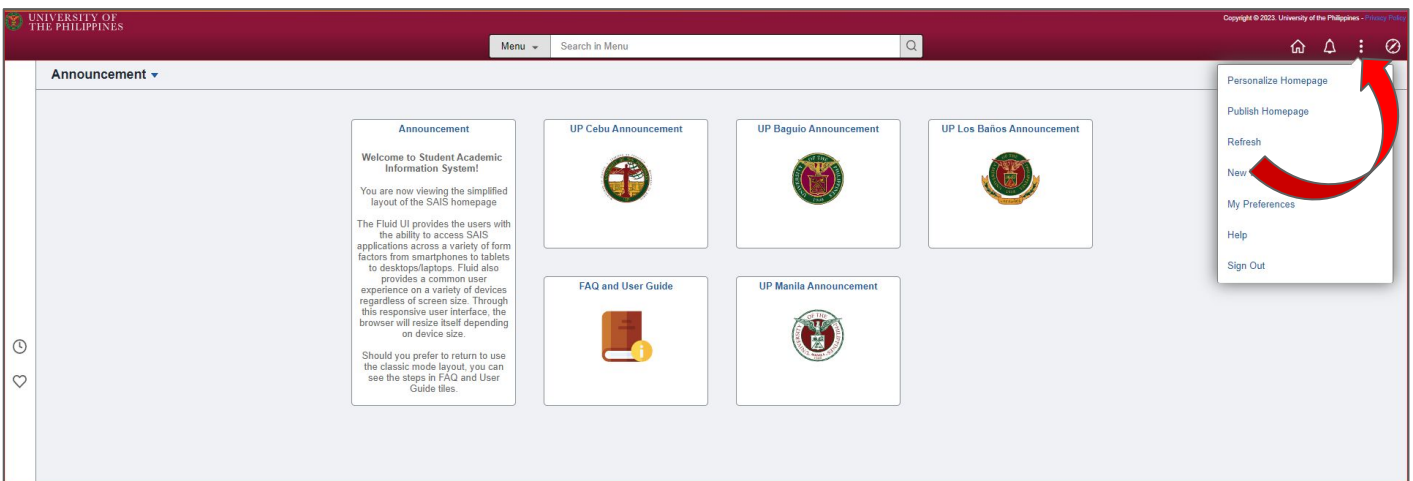 UNIVERSITY OF
THE PHILIPPINES
Copyright © 2023. University of the Philippines - Privacy Policy
Menu
Search in Menu
Announcement
Announcement
Welcome to Student Academic
Information System!
You are now viewing the simplified
layout of the SAIS homepage
The Fluid UI provides the users with
the ability to access SAIS
applications across a variety of form
factors from smartphones to tablets
to desktops/laptops. Fluid also
provides a common user
experience on a variety of devices
regardless of screen size. Through
this responsive user interface, the
browser will resize itself depending
on device size.
Should you prefer to return to use
the classic mode layout, you can
see the steps in FAQ and User
Guide tiles.
UP Cebu Announcement
UP Baguio Announcement
UP Los Baños Announcement
FAQ and User Guide
UP Manila Announcement
Personalize Homepage
Publish Homepage
Refresh
New
My Preferences
Help
Sign Out